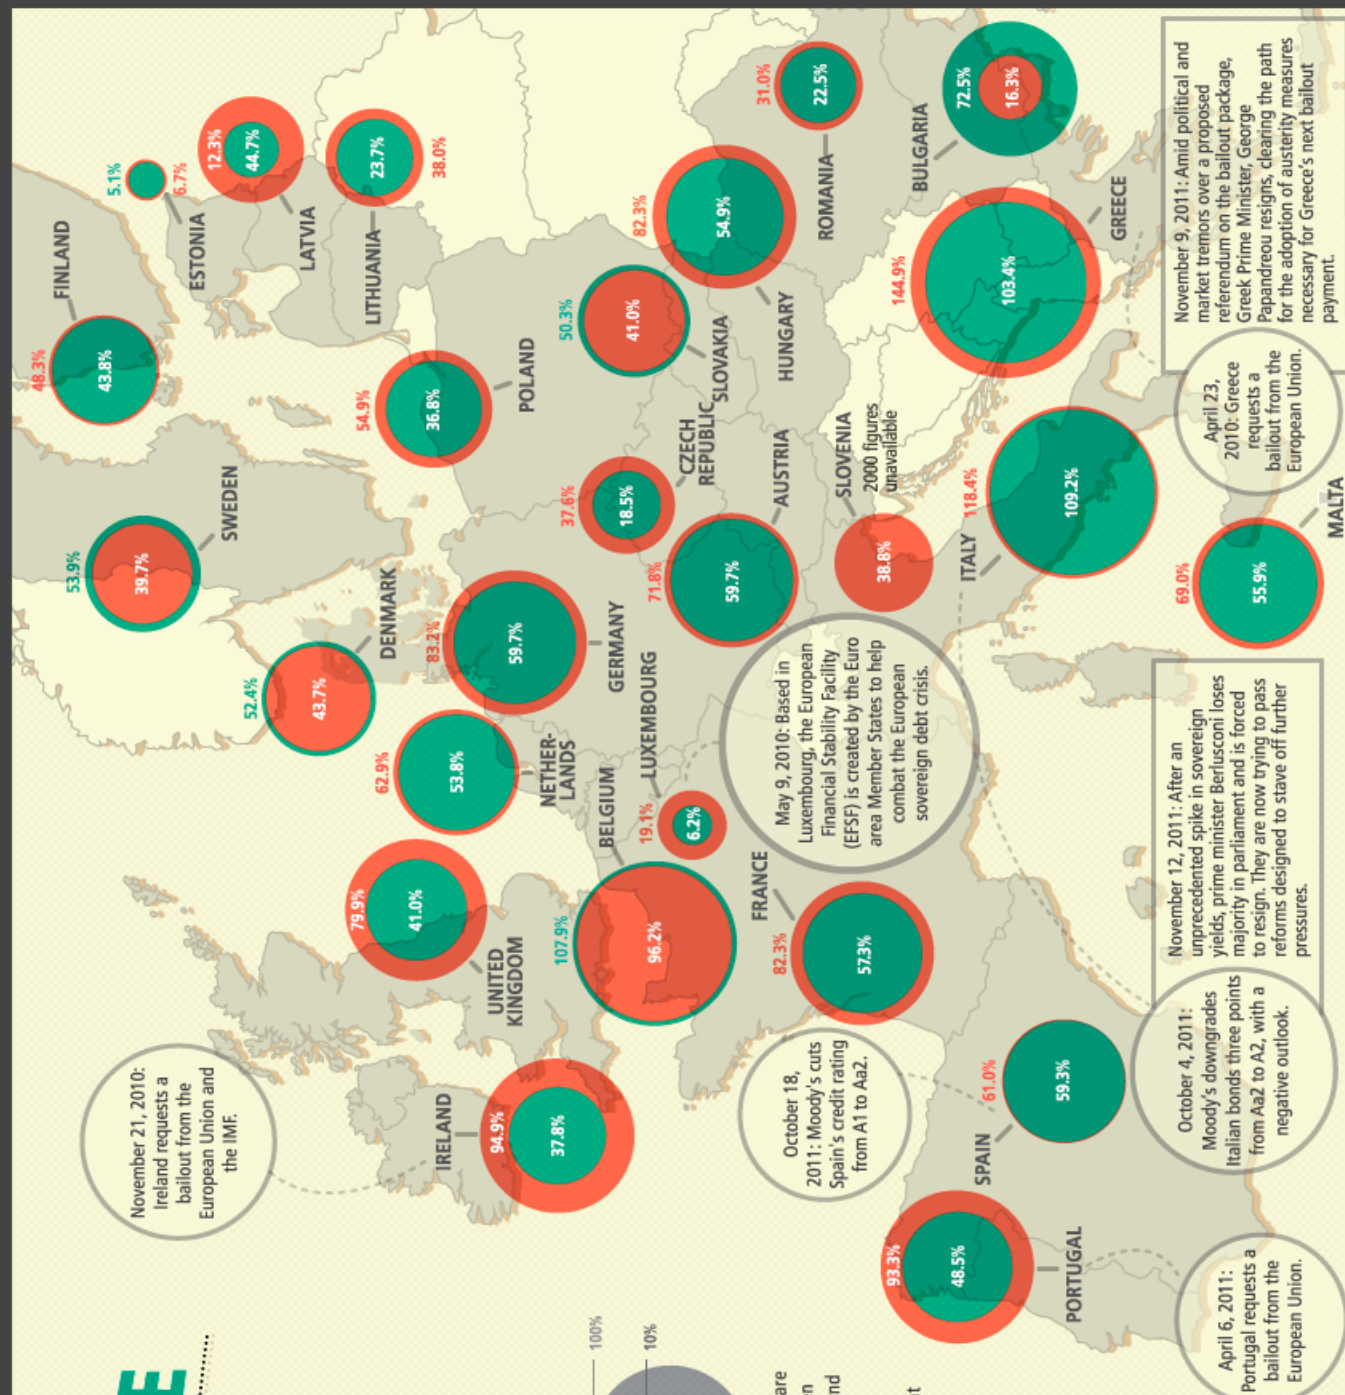 E
November 21, 2010:
Ireland requests a
bailout from the
European Union and
the IMF.
53.9%
39.7%
SWEDEN
48.3%
43.8%
FINLAND
5.1%
6.7%
ESTONIA
12.3%
44.7%
LATVIA
23.7%
38.0%
LITHUANIA
52.4%
43.7%
DENMARK
79.9%
41.0%
UNITED
KINGDOM
62.9%
53.8%
NETHER-
LANDS
54.9%
36.8%
POLAND
IRELAND
94.9%
37.8%
83.2%
59.7%
GERMANY
107.9%
96.2%
BELGIUM
19.1%
6.2%
LUXEMBOURG
37.6%
18.5%
CZECH
REPUBLIC
50.3%
41.0%
SLOVAKIA
82.3%
54.9%
HUNGARY
71.8%
59.7%
AUSTRIA
31.0%
22.5%
ROMANIA
100%
10%
are
n
nd
t
October 18,
2011: Moody's cuts
Spain's credit rating
from A1 to Aa2.
FRANCE
82.3%
57.3%
May 9, 2010: Based in
Luxembourg, the European
Financial Stability Facility
(EFSF) is created by the Euro
area Member States to help
combat the European
sovereign debt crisis.
SLOVENIA
2000 figures
unavailable
38.8%
BULGARIA
72.5%
16.3%
93.3%
48.5%
PORTUGAL
SPAIN
61.0%
59.3%
ITALY
118.4%
109.2%
144.9%
103.4%
GREECE
April 6, 2011:
Portugal requests a
bailout from the
European Union.
October 4, 2011:
Moody's downgrades
Italian bonds three points
from Aa2 to A2, with a
negative outlook.
November 12, 2011: After an
unprecedented spike in sovereign
yields, prime minister Berlusconi loses
majority in parliament and is forced
to resign. They are now trying to pass
reforms designed to stave off further
pressures.
69.0%
55.9%
MALTA
April 23,
2010: Greece
requests a
bailout from the
European Union.
November 9, 2011: Amid political and
market tremors over a proposed
referendum on the bailout package,
Greek Prime Minister, George
Papandreou resigns, clearing the path
for the adoption of austerity measures
necessary for Greece's next bailout
payment.